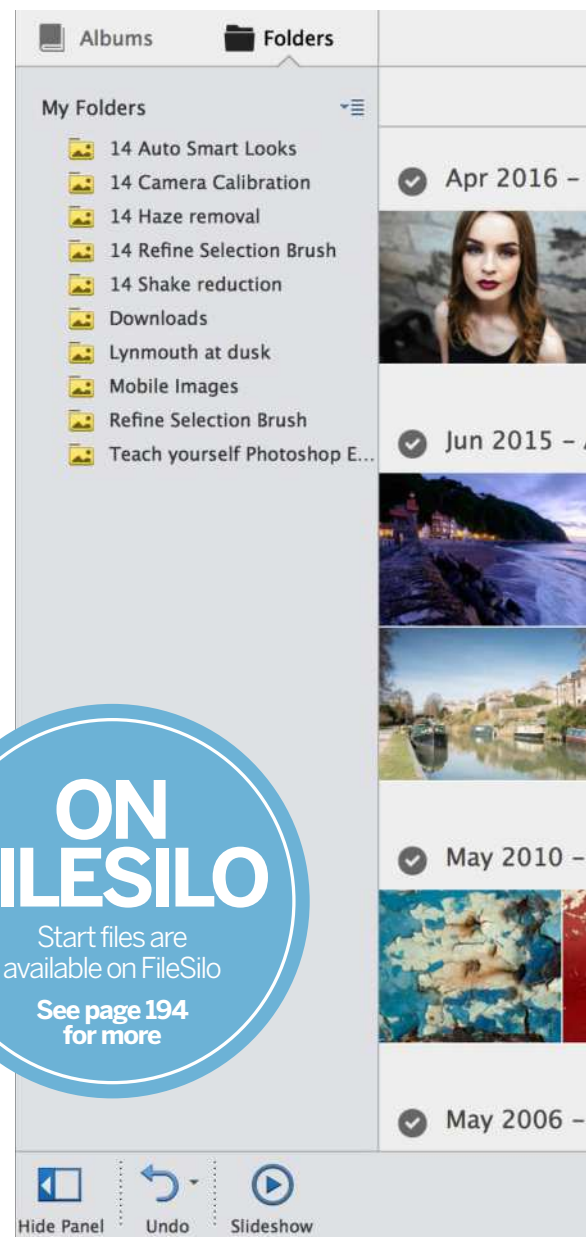 Albums
Folders
My Folders
14 Auto Smart Looks
14 Camera Calibration
14 Haze removal
14 Refine Selection Brush
14 Shake reduction
Downloads
Lynmouth at dusk
Mobile Images
Refine Selection Brush
Teach yourself Photoshop E...
Apr 2016 –
Jun 2015 –
May 2010 –
May 2006 –
ON
ILESILO
Start files are
available on FileSilo
See page 194
for more
Hide Panel
Undo
Slideshow